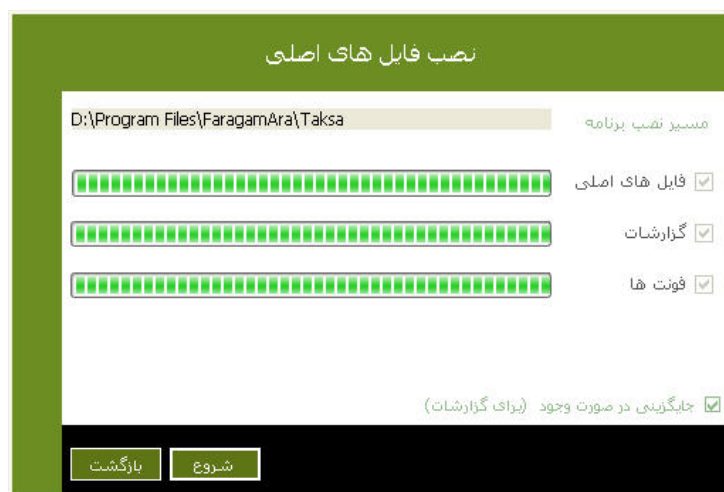 نصب فایل های اصلی
مسیر نصب برنامه D:\Program Files\FaragamAra\Taksa
فایل های اصلی
گزارشات
فونت ها
جایگزینی در صورت وجود (برای گزارشات)
شروع بازگشت